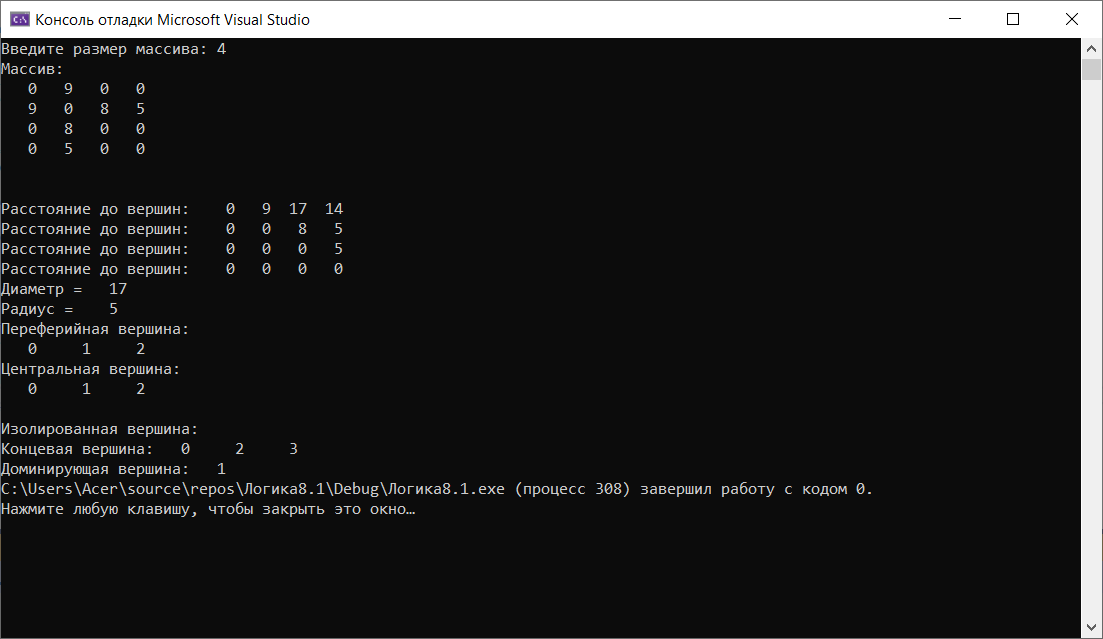 Консоль отладки Microsoft Visual Studio
Введите размер массива: 4
Массив:
0 9 0 0
9 0 8 5
0 8 0 0
0 5 0 0
Расстояние до вершин: 0 9 17 14
Расстояние до вершин: 0 0 8 5
Расстояние до вершин: 0 0 0 5
Расстояние до вершин: 0 0 0 0
Диаметр = 17
Радиус = 5
Переферийная вершина:
0 1 2
Центральная вершина:
0 1 2
Изолированная вершина:
Концевая вершина: 0 2 3
Доминирующая вершина: 1
C:\Users\Acer\source\repos\Логика8.1\Debug\Логика8.1.exe (процесс 308) завершил работу с кодом 0.
Нажмите любую клавишу, чтобы закрыть это окно…